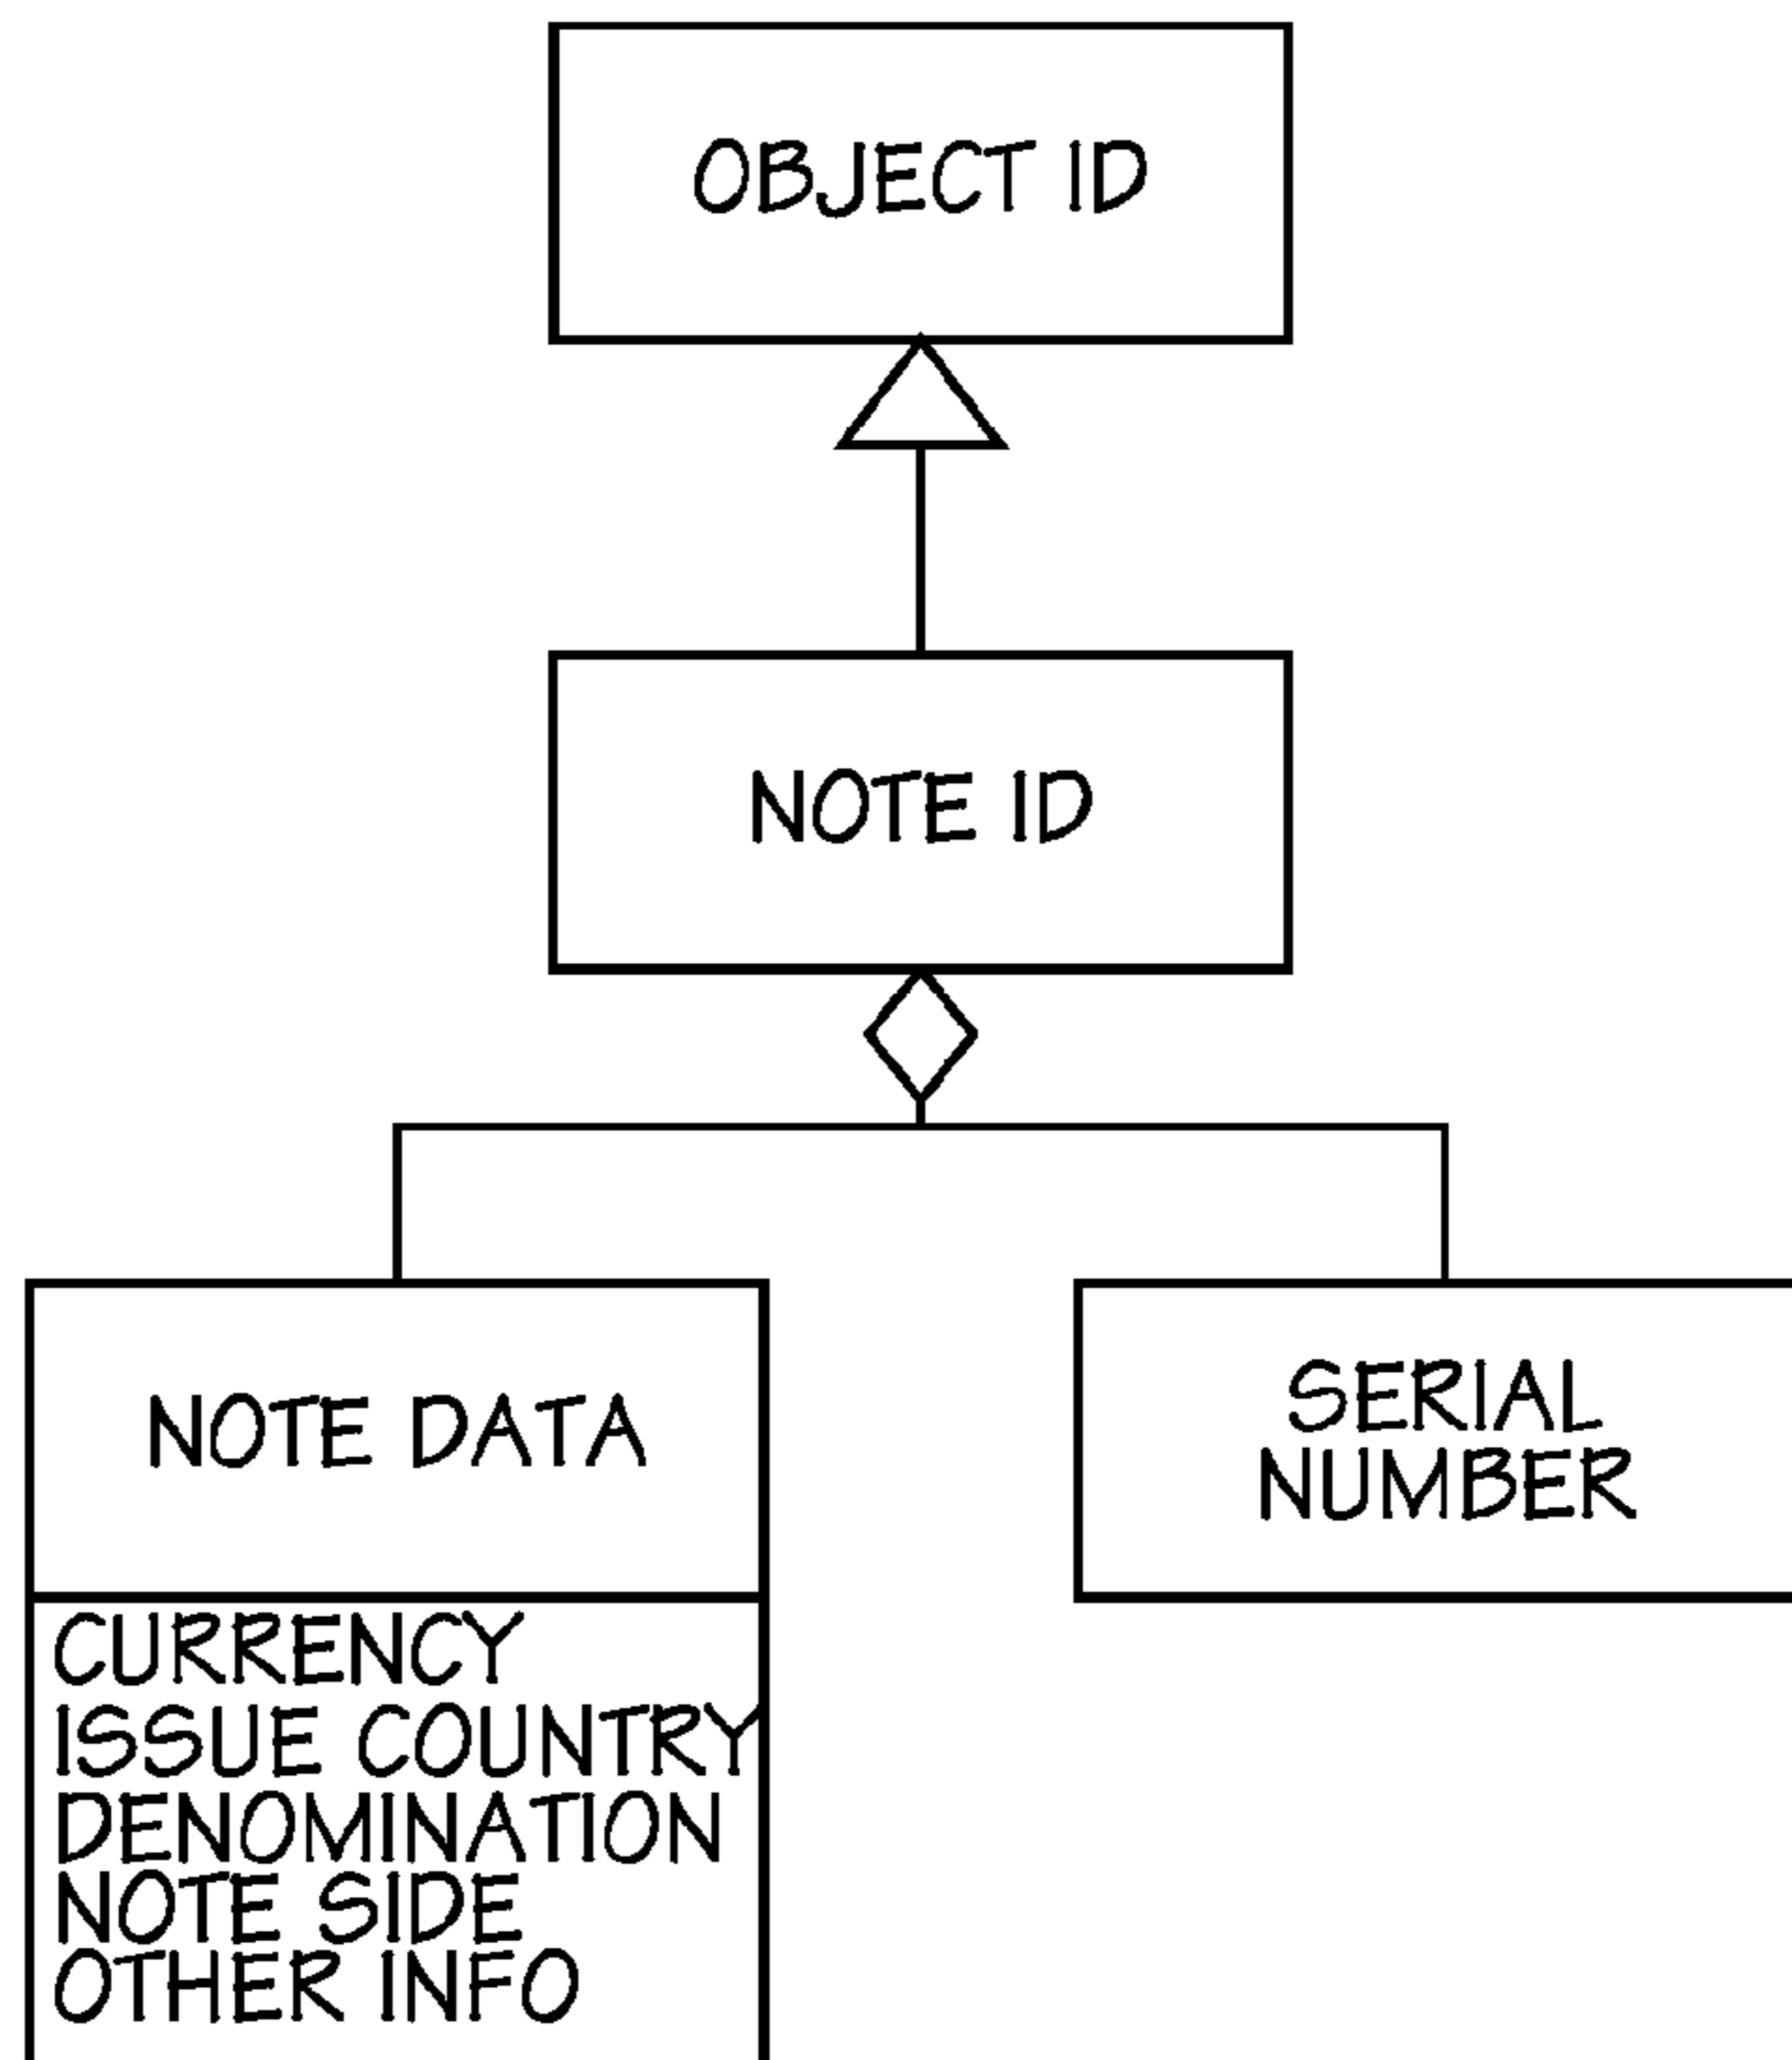 OBJECT ID
NOTE ID
NOTE DATA
SERIAL
NUMBER
CURRENCY
ISSUE COUNTRY
DENOMINATION
NOTE SIDE
OTHER INFO